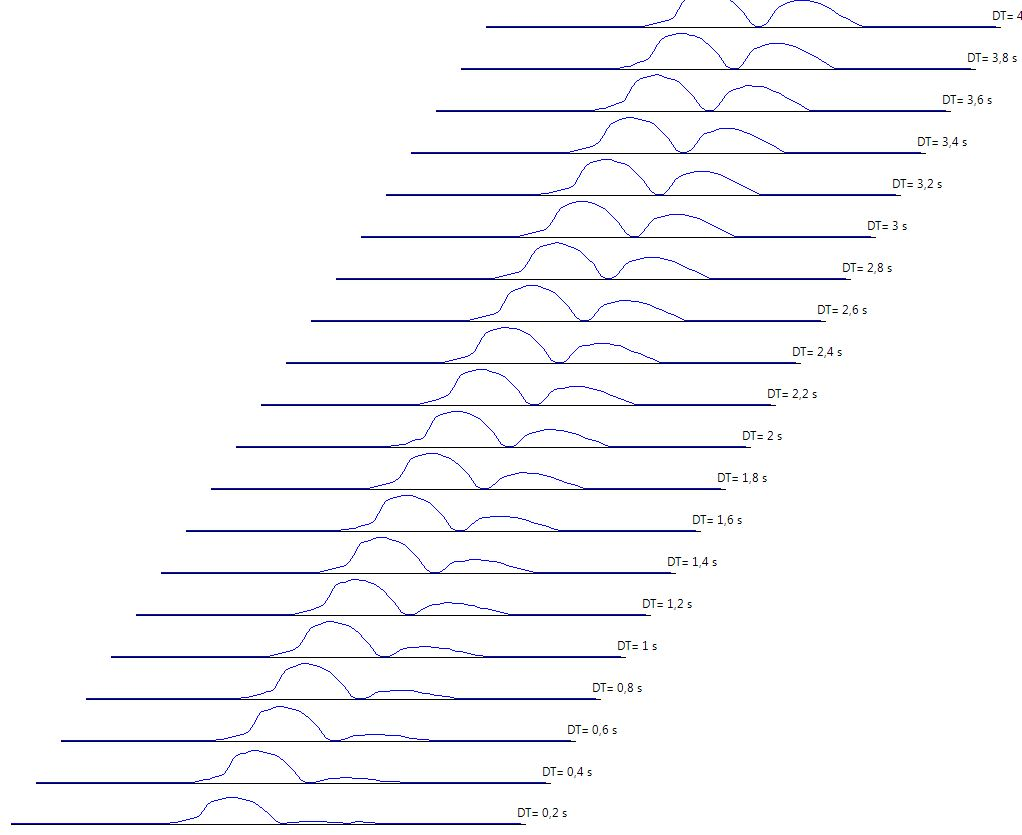 DT= 4
DT= 3,8 s
DT= 3,6 s
DT= 3,4 s
DT= 3,2 s
DT= 3 s
DT= 2,8 s
DT= 2,6 s
DT= 2,4 s
DT= 2,2 s
DT= 2 s
DT= 1,8 s
DT= 1,6 s
DT= 1,4 s
DT= 1,2 s
DT= 1 s
DT= 0,8 s
DT= 0,6 s
DT= 0,4 s
DT= 0,2 s